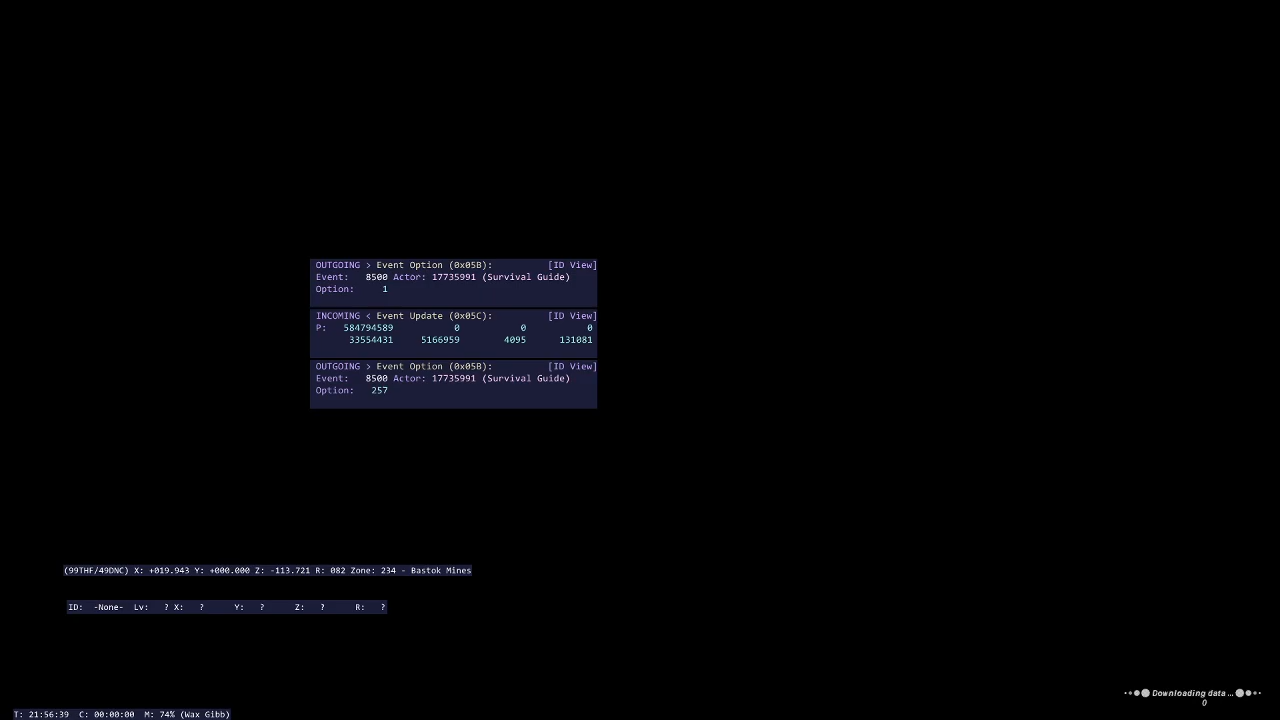 OUTGOING > Event Option (0x05B): [ID View]
Event: 8500 Actor: 17735991 (Survival Guide)
Option: 1
INCOMING < Event Update (0x05C): [ID View]
P: 584794589 0 0 0
33554431 5166959 4095 131081
OUTGOING > Event Option (0x05B): [ID View]
Event: 8500 Actor: 17735991 (Survival Guide)
Option: 257
(99THF/49DNC) X: +019.943 Y: +000.000 Z: -113.721 R: 082 Zone: 234 - Bastok Mines
ID: -None- Lv: ? X: ? Y: ? Z: ? R: ?
Downloading data ...
0
T: 21:56:39 C: 00:00:00 M: 74% (Wax Gibb)